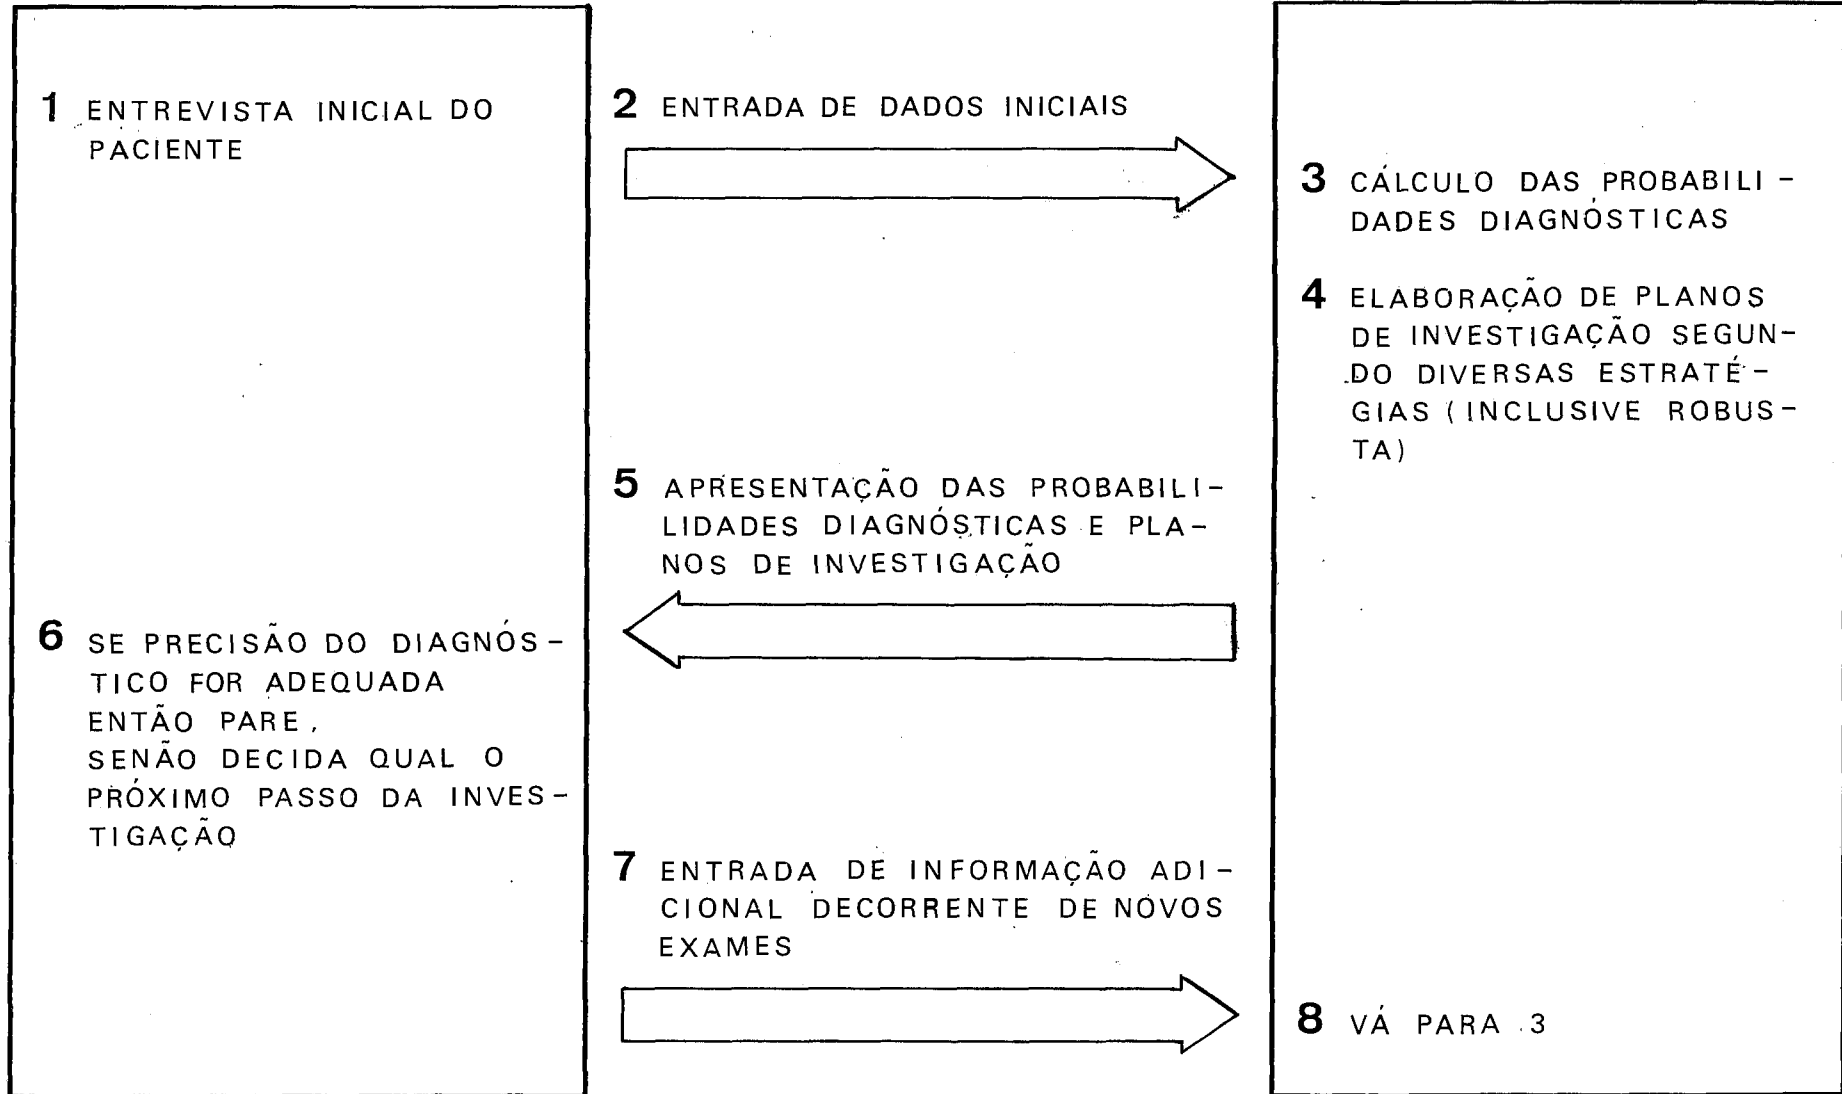 1 ENTREVISTA INICIAL DO
PACIENTE
2 ENTRADA DE DADOS INICIAIS
3 CÁLCULO DAS PROBABILI-
DADES DIAGNÓSTICAS
4 ELABORAÇÃO DE PLANOS
DE INVESTIGAÇÃO SEGUN-
DO DIVERSAS ESTRATÉ-
GIAS (INCLUSIVE ROBUS-
TA)
5 APRESENTAÇÃO DAS PROBABILI-
LIDADES DIAGNÓSTICAS E PLA-
NOS DE INVESTIGAÇÃO
6 SE PRECISÃO DO DIAGNÓS-
TICO FOR ADEQUADA
ENTÃO PARE,
SENÃO DECIDA QUAL O
PRÓXIMO PASSO DA INVES-
TIGAÇÃO
7 ENTRADA DE INFORMAÇÃO ADI-
CIONAL DECORRENTE DE NOVOS
EXAMES
8 VÁ PARA 3